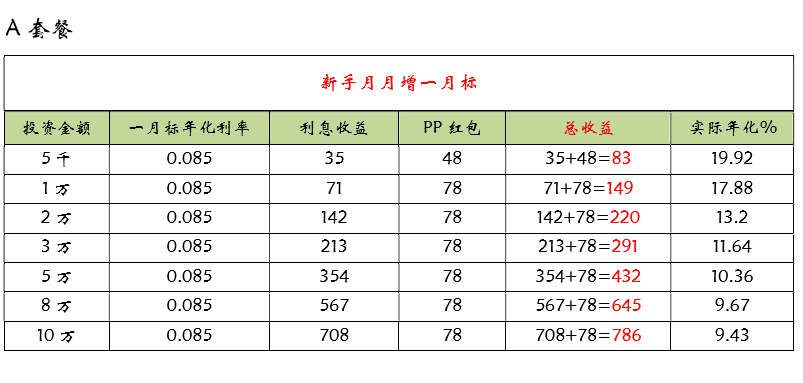 A 套餐
新手月月增一月标
投资金额 一月标年化利率 利息收益 PP 红包 总收益 实际年化%
5 千 0.085 35 48 35+48=83 19.92
1 万 0.085 71 78 71+78=149 17.88
2 万 0.085 142 78 142+78=220 13.2
3 万 0.085 213 78 213+78=291 11.64
5 万 0.085 354 78 354+78=432 10.36
8 万 0.085 567 78 567+78=645 9.67
10 万 0.085 708 78 708+78=786 9.43